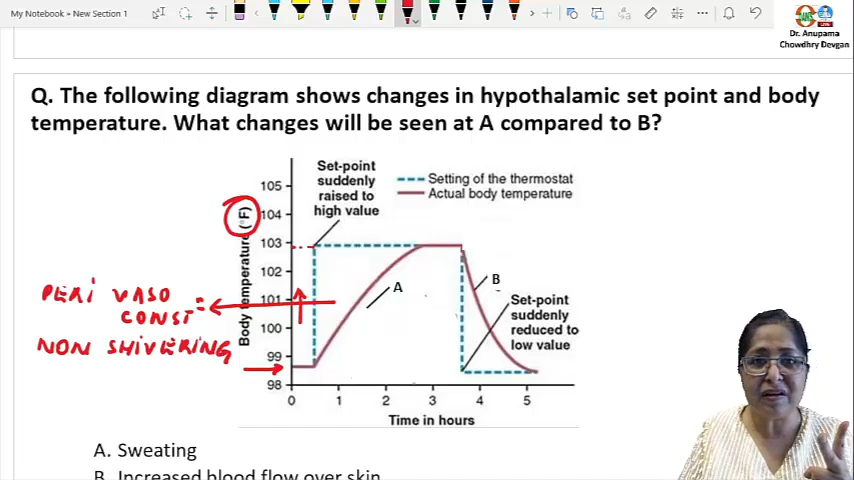 My Notebook » New Section 1
Dr. Anupama
Chowdhry Devgan
Q. The following diagram shows changes in hypothalamic set point and body
temperature. What changes will be seen at A compared to B?
Set-point
suddenly
raised to
high value
Setting of the thermostat
Actual body temperature
Body temperature (°F)
105
104
103
102
101
100
99
98
A
B
Set-point
suddenly
reduced to
low value
PERI VASO
CONST
NON SHIVERING
0
1
2
3
4
5
Time in hours
A. Sweating
B. Increased blood flow over skin